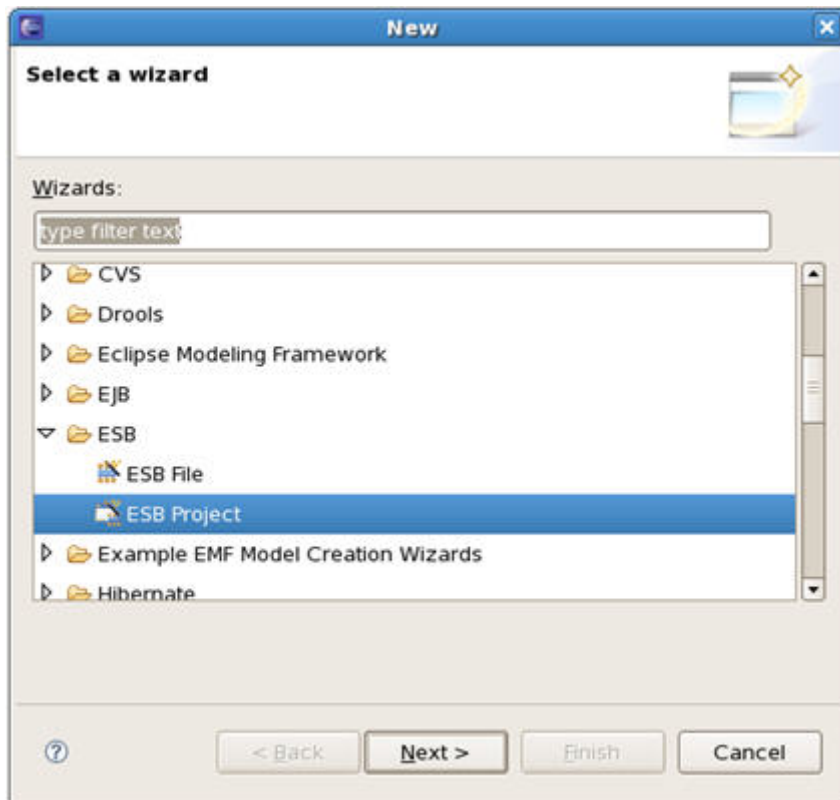 New
Select a wizard
Wizards:
type filter text
CVS
Drools
Eclipse Modeling Framework
EJB
ESB
ESB File
ESB Project
Example EMF Model Creation Wizards
Hibernate
?
< Back Next > Finish Cancel